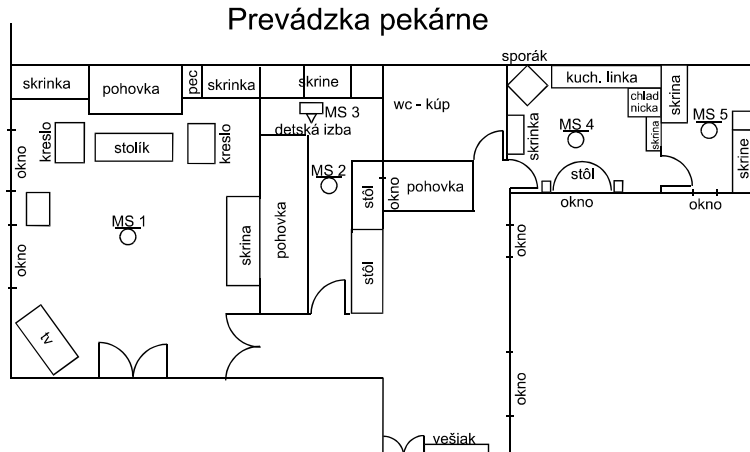 Prevádzka pekárne
sporák
skrinka
pohovka
pec
skrinka
skrine
wc - kúp
kuch. linka
skrina
MS 3
detská izba
chlad
nicka
MS 4
MS 5
skrinka
skrina
skrine
okno
kreslo
stolík
kreslo
MS 2
stôl
okno
pohovka
stôl
okno
okno
MS 1
skrina
pohovka
okno
okno
stôl
tv
okno
vešiak